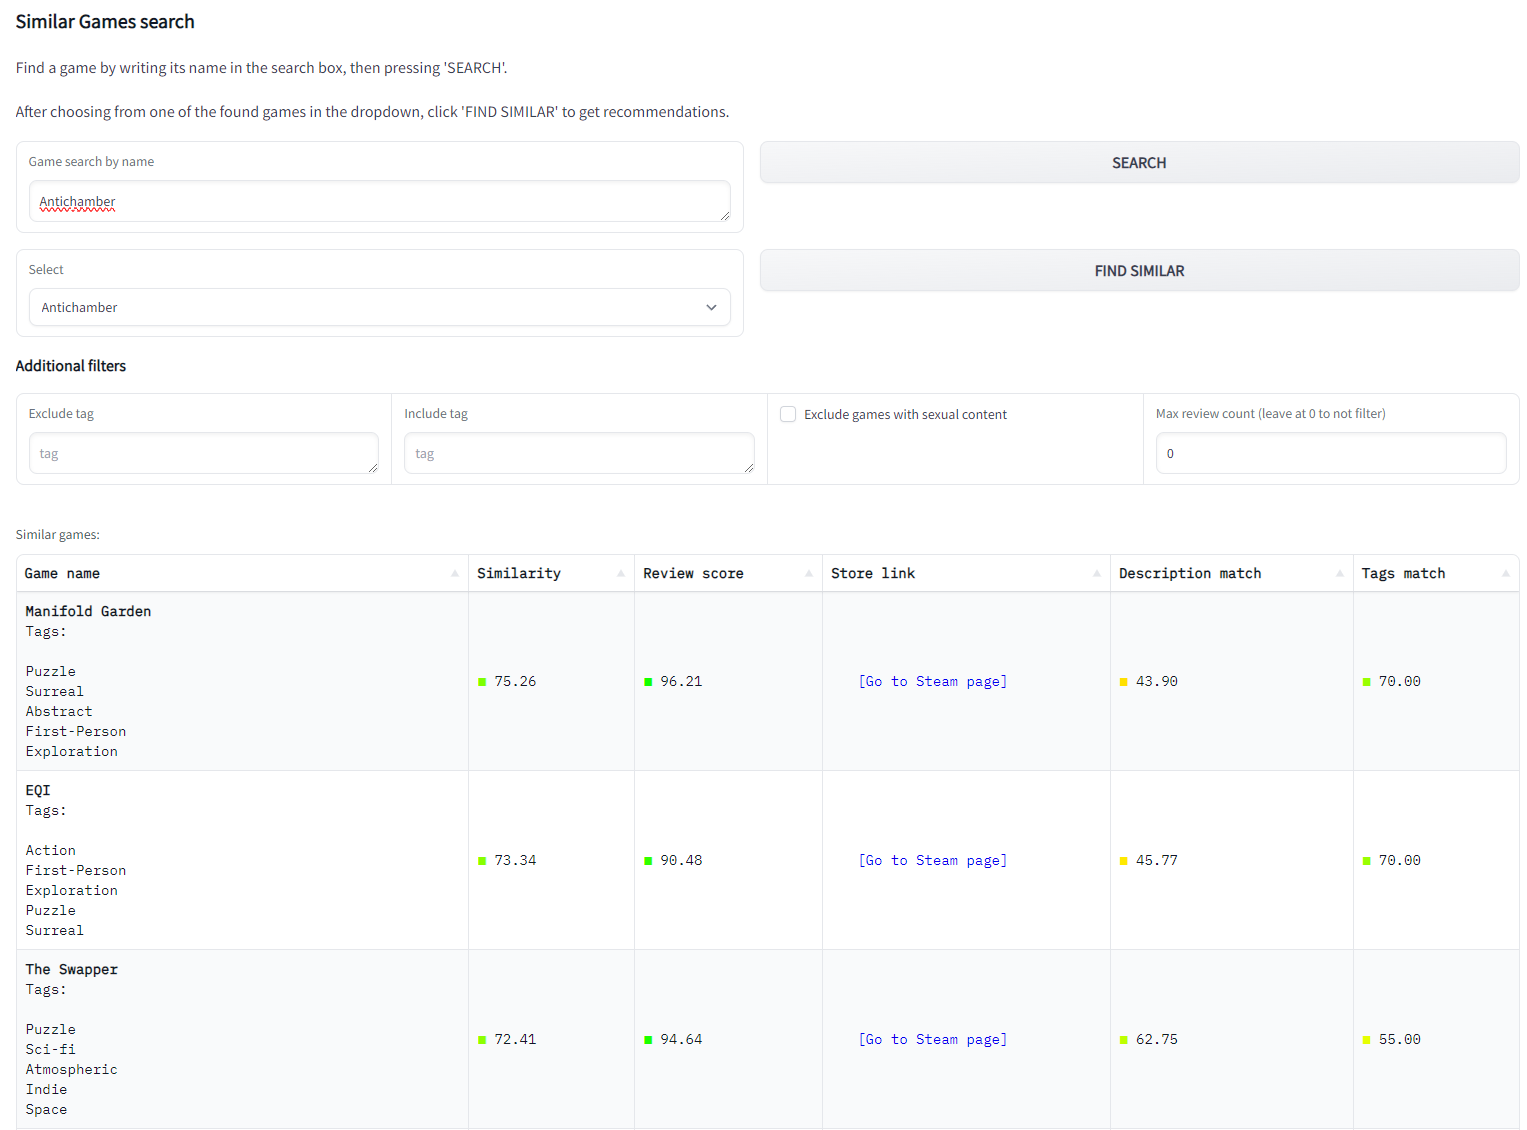 Similar Games search
Find a game by writing its name in the search box, then pressing 'SEARCH'.
After choosing from one of the found games in the dropdown, click 'FIND SIMILAR' to get recommendations.
Game search by name
Antichamber
SEARCH
Select
Antichamber
FIND SIMILAR
Additional filters
Exclude tag
tag
Include tag
tag
Exclude games with sexual content
Max review count (leave at 0 to not filter)
0
Similar games:
Game name Similarity Review score Store link Description match Tags match
Manifold Garden
Tags:
Puzzle
Surreal
Abstract
First-Person
Exploration
75.26 96.21 [Go to Steam page] 43.90 70.00
EQI
Tags:
Action
First-Person
Exploration
Puzzle
Surreal
73.34 90.48 [Go to Steam page] 45.77 70.00
The Swapper
Tags:
Puzzle
Sci-fi
Atmospheric
Indie
Space
72.41 94.64 [Go to Steam page] 62.75 55.00